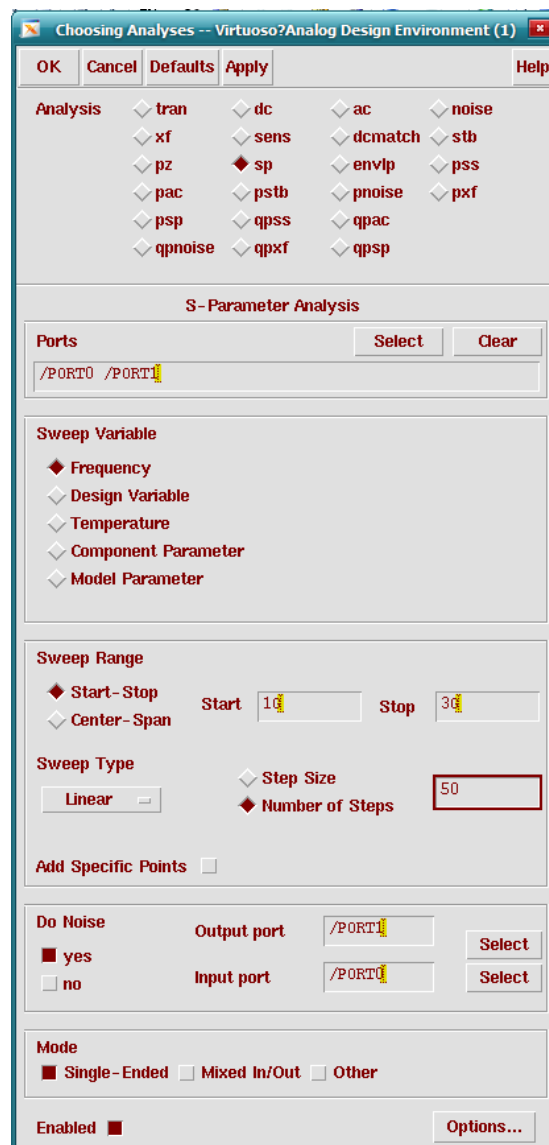 Choosing Analyses -- Virtuoso?Analog Design Environment (1)
OK Cancel Defaults Apply Help
Analysis tran dc ac noise
xf sens dcmatch stb
pz sp envlp pss
pac pstb pnoise pxf
psp qpss qpac
qpnoise qpxf qpsp
S-Parameter Analysis
Ports Select Clear
/PORT0 /PORT1
Sweep Variable
Frequency
Design Variable
Temperature
Component Parameter
Model Parameter
Sweep Range
Start-Stop Start 1G Stop 3G
Center-Span
Sweep Type
Linear Step Size 50
Number of Steps
Add Specific Points
Do Noise Output port /PORT1 Select
yes
no Input port /PORT0 Select
Mode
Single-Ended Mixed In/Out Other
Enabled Options...